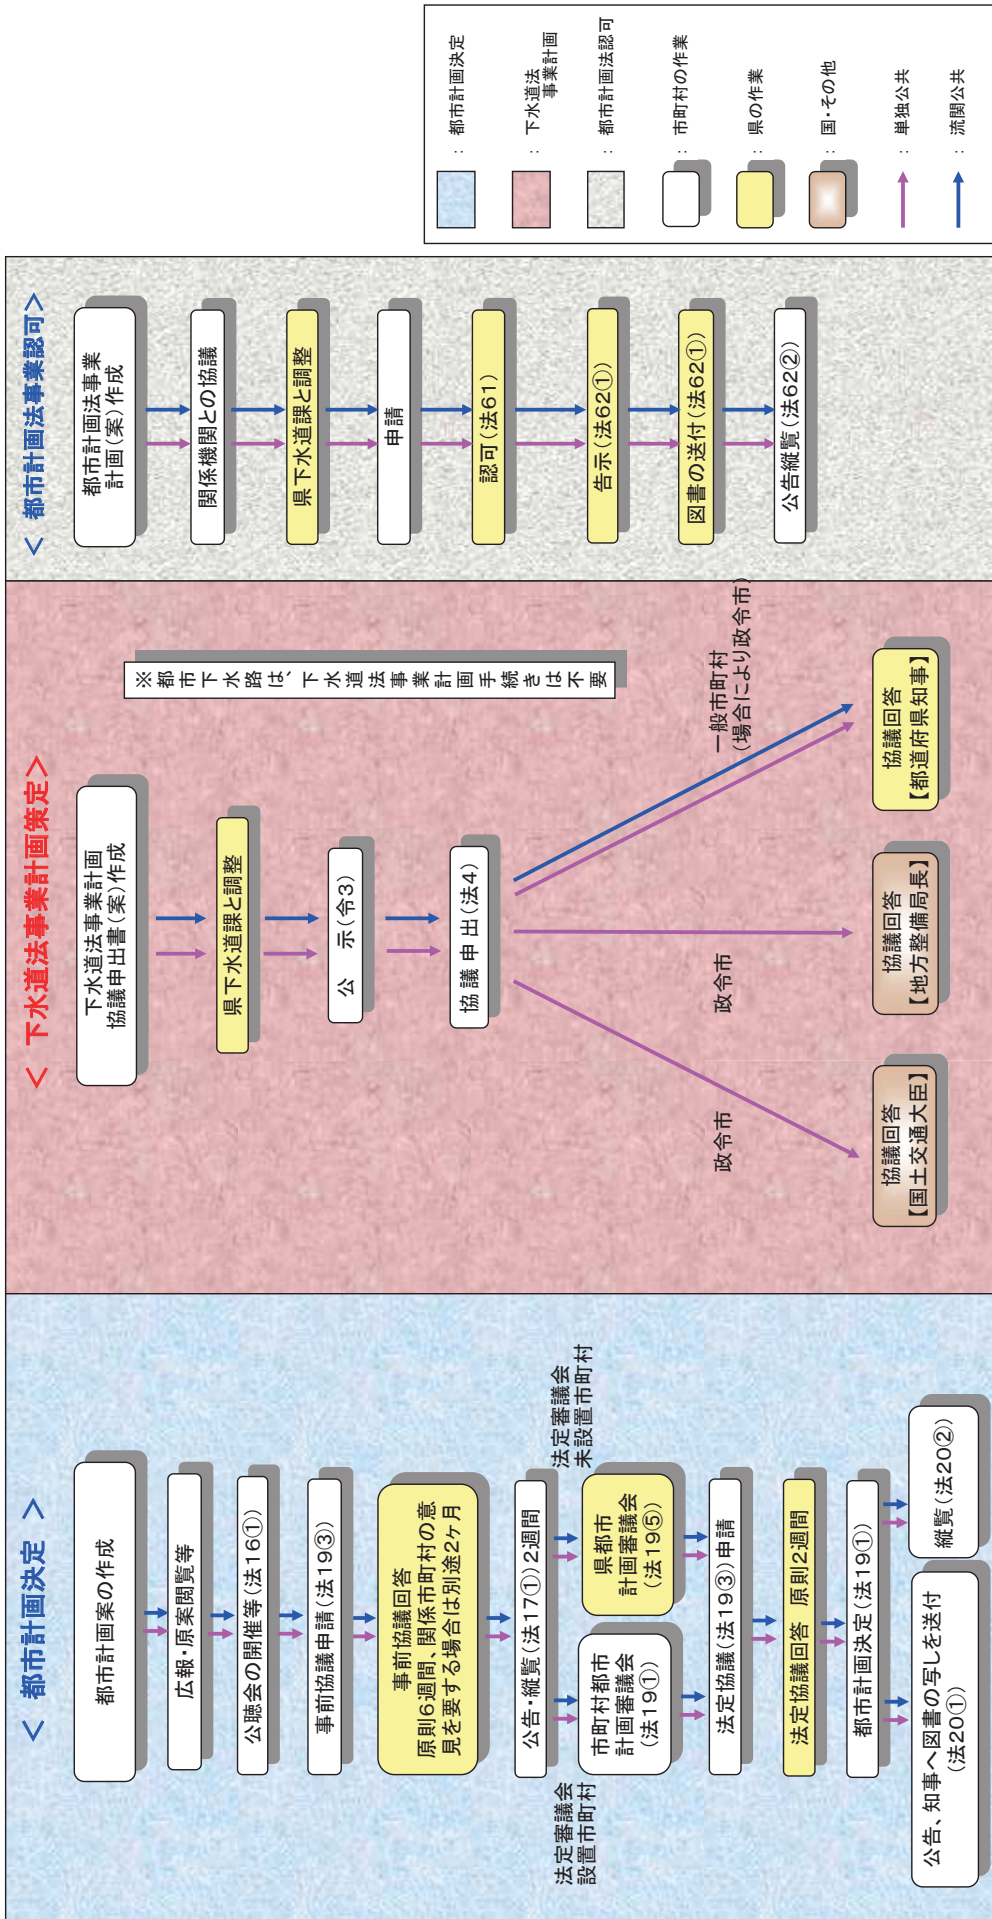 ＜ 都市計画決定 ＞
都市計画案の作成
広報・原案閲覧等
公聴会の開催等(法16①)
事前協議申請(法19③)
事前協議回答
原則6週間、関係市町村の意
見を要する場合は別途2ヶ月
公告・縦覧(法17①)2週間
法定審議会
設置市町村
法定審議会
未設置市町村
市町村都市
計画審議会
(法19①)
県都市
計画審議会
(法19⑤)
法定協議(法19③)申請
法定協議回答 原則2週間
都市計画決定(法19①)
公告、知事へ図書の写しを送付
(法20①)
縦覧(法20②)
＜ 下水道法事業計画策定＞
下水道法事業計画
協議申出書(案)作成
県下水道課と調整
公 示(令3)
協議申出(法4)
※都市下水路は、下水道法事業計画手続きは不要
政令市
政令市
一般市町村
(場合により政令市)
協議回答
【国土交通大臣】
協議回答
【地方整備局長】
協議回答
【都道府県知事】
＜ 都市計画法事業認可＞
都市計画法事業
計画(案)作成
関係機関との協議
県下水道課と調整
申請
認可(法61)
告示(法62①)
図書の送付(法62①)
公告縦覧(法62②)
： 都市計画決定
： 下水道法
事業計画
： 都市計画法認可
： 市町村の作業
： 県の作業
： 国・その他
： 単独公共
： 流関公共